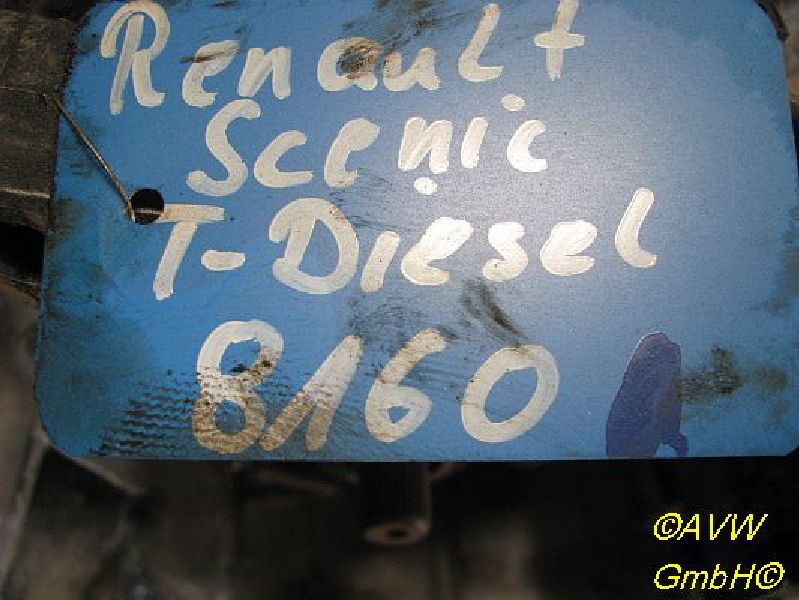 Renault
Scenic
T-Diesel
8160
©AVW
GmbH©